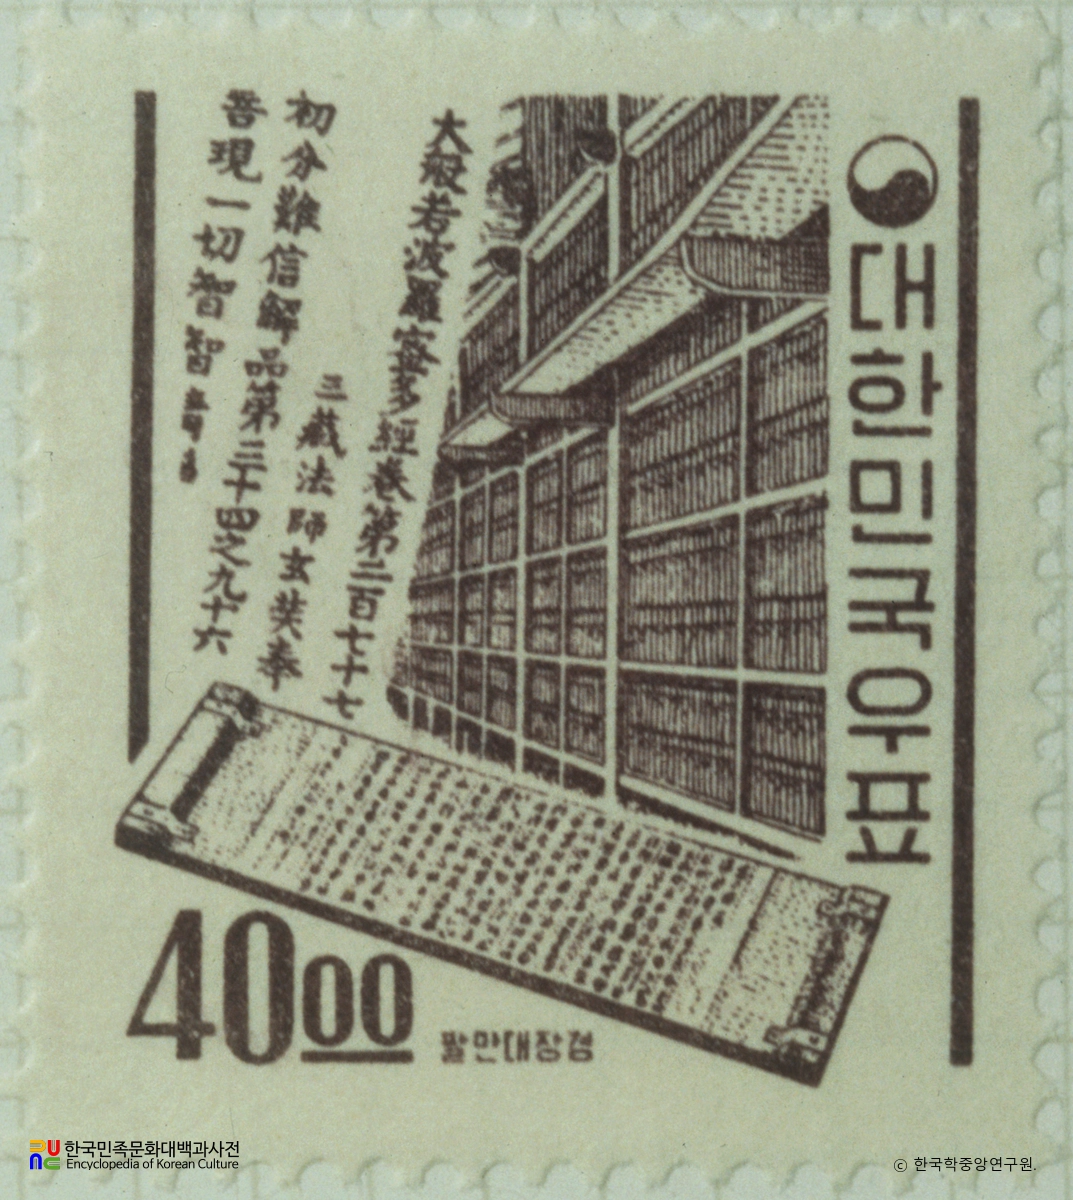 대한민국우표
大般若波羅蜜多經卷第二百七十七
三藏法師玄奘奉
初分難信解品第三十四之九十六
善現一切智智
4000
팔만대장경
한국민족문화대백과사전
Encyclopedia of Korean Culture
ⓒ 한국학중앙연구원.